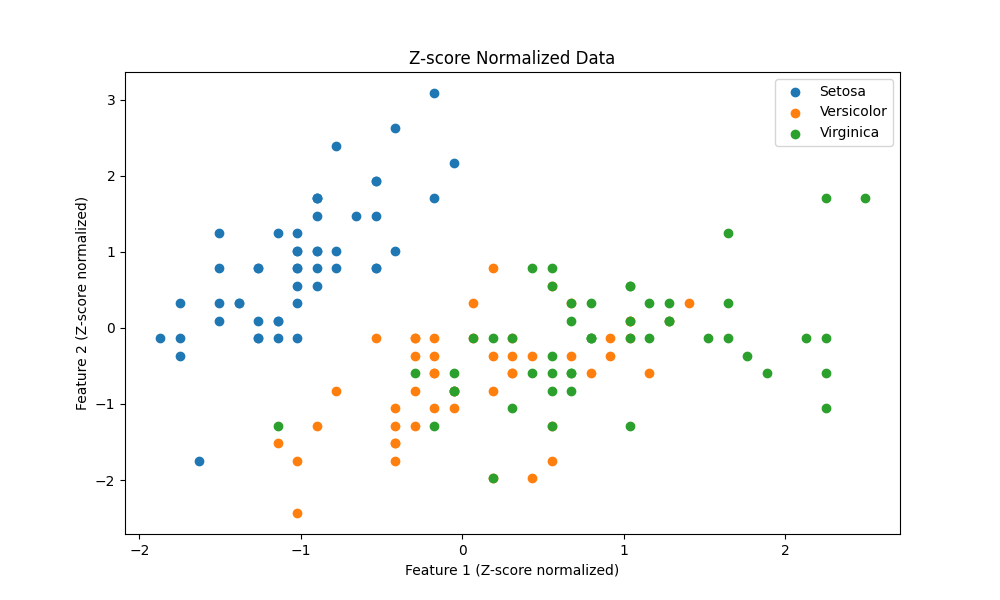 Z-score Normalized Data
Setosa
Versicolor
Virginica
Feature 2 (Z-score normalized)
3
2
1
0
−1
−2
−2
−1
0
1
2
Feature 1 (Z-score normalized)